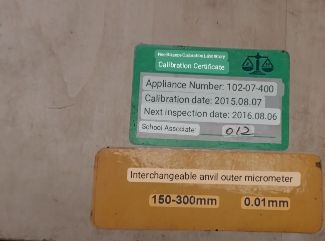 Calibration Certificate
Appliance Number: 102-07-400
Calibration date: 2015.08.07
Next inspection date: 2016.08.06
School Associate: 012
Interchangeable anvil outer micrometer
150-300mm 0.01mm